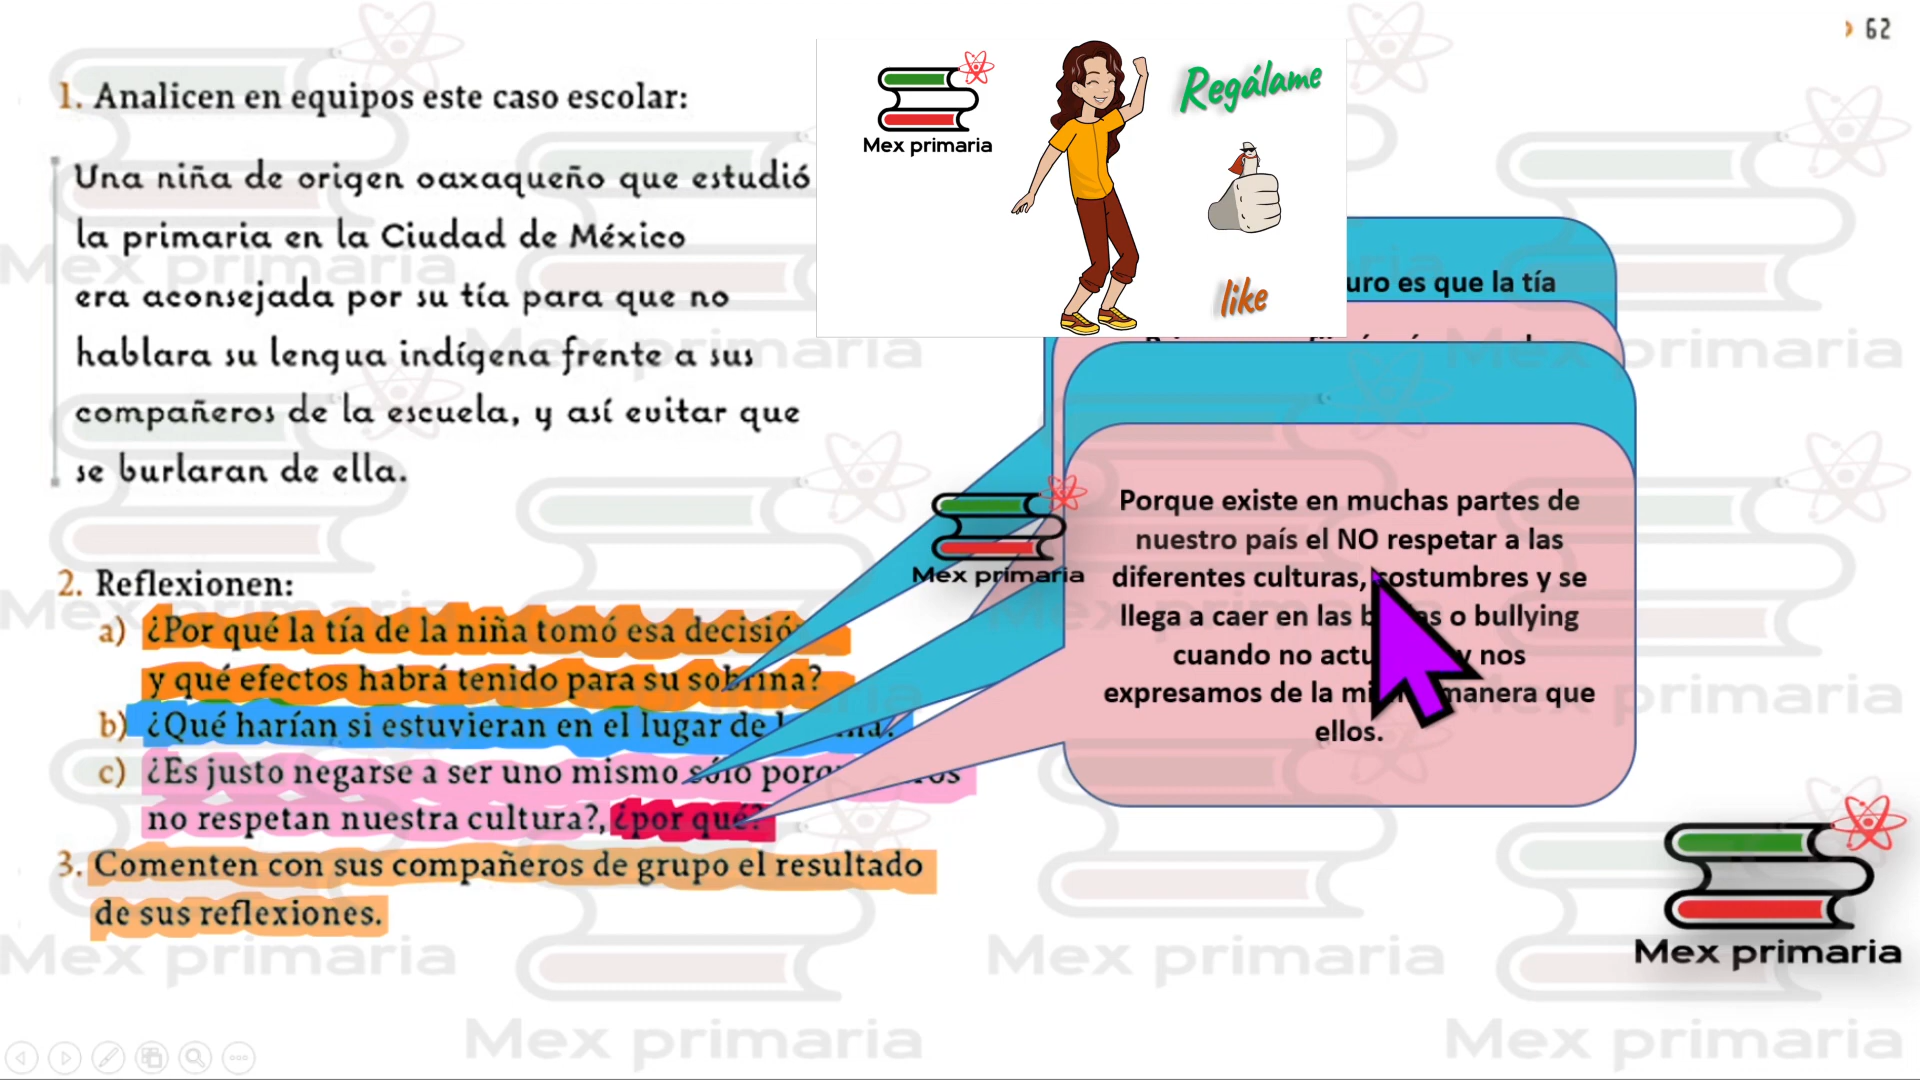 62
1. Analicen en equipos este caso escolar:
Una niña de origen oaxaqueño que estudió
la primaria en la Ciudad de México
era aconsejada por su tía para que no
hablara su lengua indígena frente a sus
compañeros de la escuela, y así evitar que
se burlaran de ella.
Mex primaria
Regálame
like
uro es que la tía
2. Reflexionen:
a) ¿Por qué la tía de la niña tomó esa decisió
y qué efectos habrá tenido para su sobrina?
b) ¿Qué harían si estuvieran en el lugar de
c) ¿Es justo negarse a ser uno mismo sólo
no respetan nuestra cultura?, ¿por qué?
3. Comenten con sus compañeros de grupo el resultado
de sus reflexiones.
Mex primaria
Porque existe en muchas partes de
nuestro país el NO respetar a las
diferentes culturas, costumbres y se
llega a caer en las o bullying
cuando no y nos
expresamos de la manera que
ellos.
Mex primaria
Mex primaria
Mex primaria
Mex primaria
Mex primaria
Mex primaria
Mex primaria